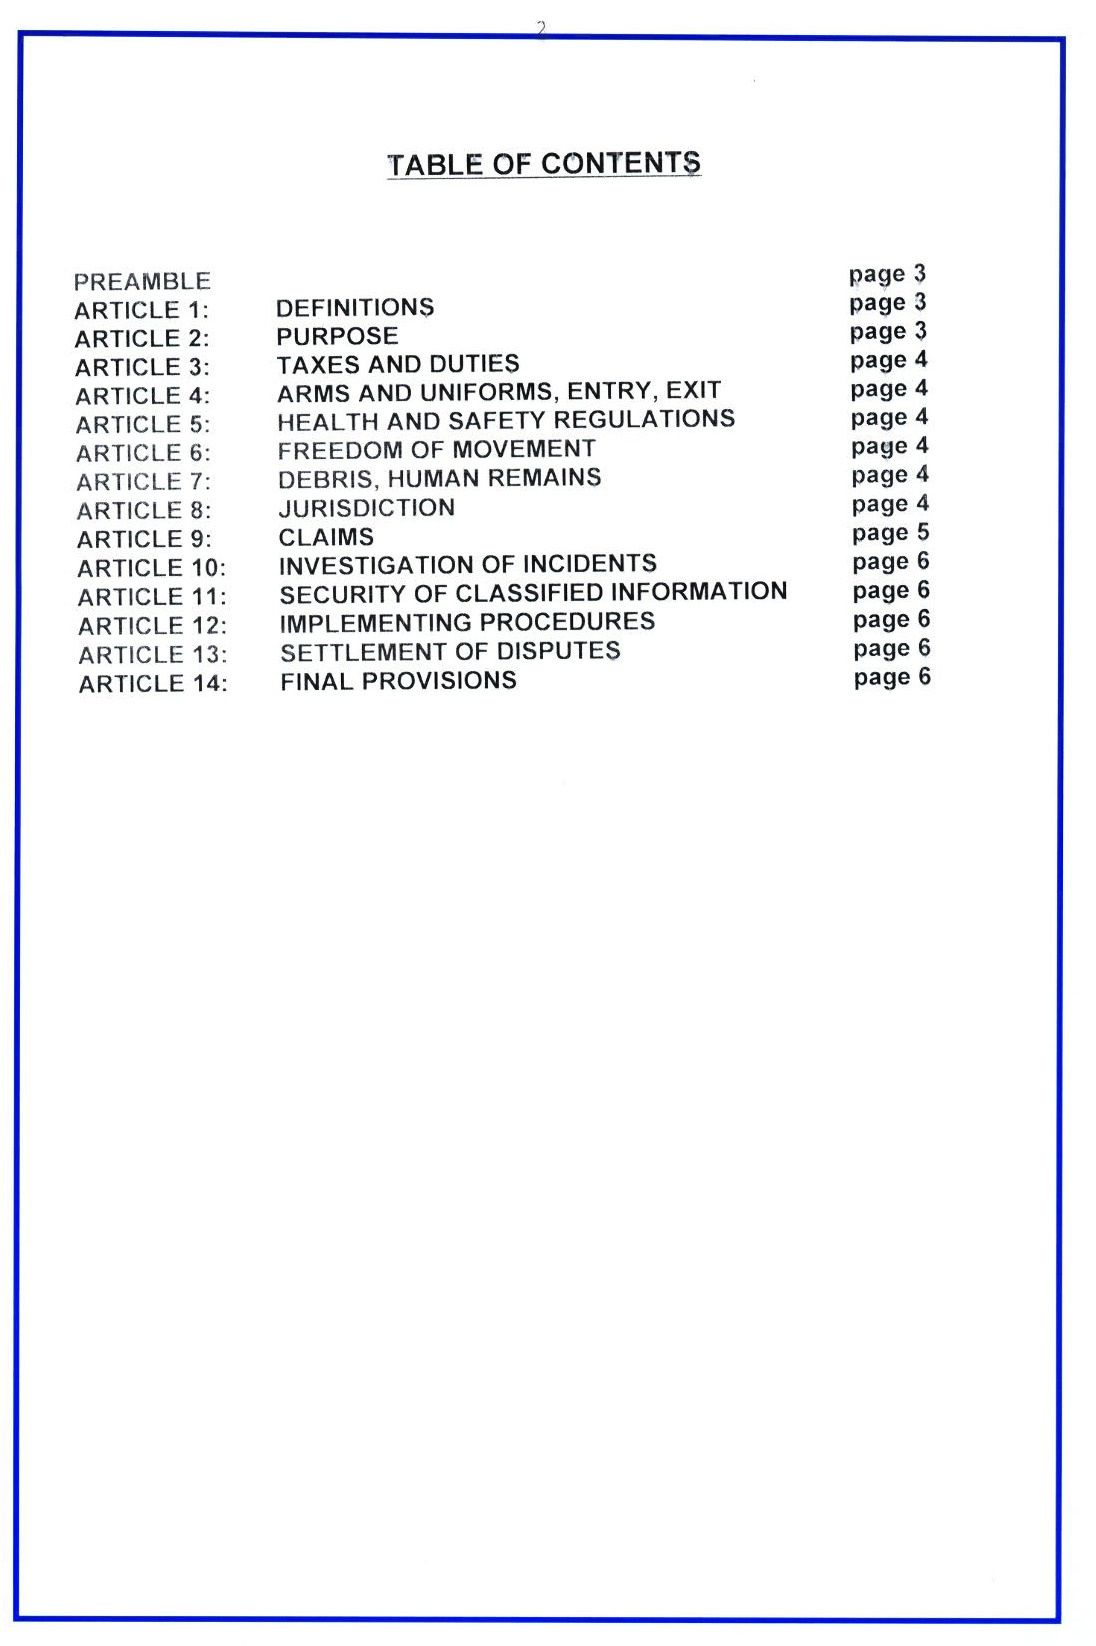 2
TABLE OF CONTENTS
PREAMBLE page 3
ARTICLE 1: DEFINITIONS page 3
ARTICLE 2: PURPOSE page 3
ARTICLE 3: TAXES AND DUTIES page 4
ARTICLE 4: ARMS AND UNIFORMS, ENTRY, EXIT page 4
ARTICLE 5: HEALTH AND SAFETY REGULATIONS page 4
ARTICLE 6: FREEDOM OF MOVEMENT page 4
ARTICLE 7: DEBRIS, HUMAN REMAINS page 4
ARTICLE 8: JURISDICTION page 4
ARTICLE 9: CLAIMS page 5
ARTICLE 10: INVESTIGATION OF INCIDENTS page 6
ARTICLE 11: SECURITY OF CLASSIFIED INFORMATION page 6
ARTICLE 12: IMPLEMENTING PROCEDURES page 6
ARTICLE 13: SETTLEMENT OF DISPUTES page 6
ARTICLE 14: FINAL PROVISIONS page 6